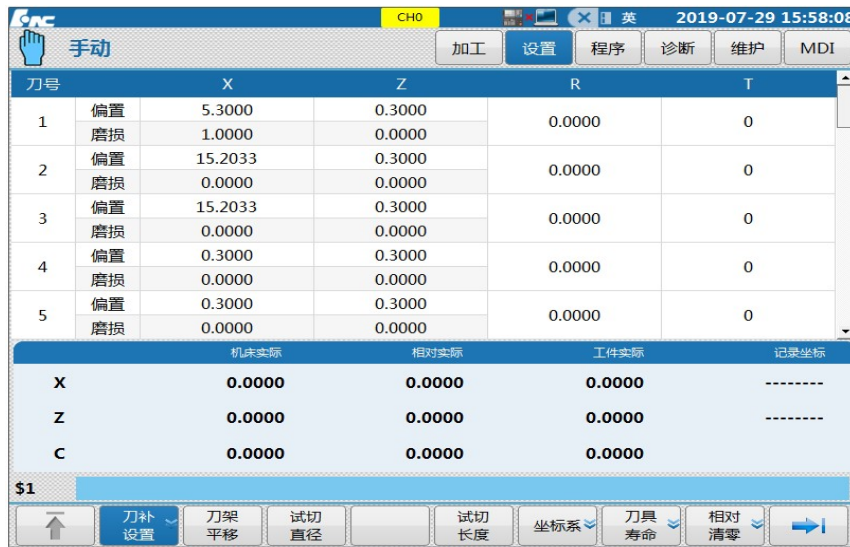 CH0 英 2019-07-29 15:58:08
手动 加工 设置 程序 诊断 维护 MDI
刀号 X Z R T
1 偏置 5.3000 0.3000 0.0000 0
磨损 1.0000 0.0000
2 偏置 15.2033 0.3000 0.0000 0
磨损 0.0000 0.0000
3 偏置 15.2033 0.3000 0.0000 0
磨损 0.0000 0.0000
4 偏置 0.3000 0.3000 0.0000 0
磨损 0.0000 0.0000
5 偏置 0.3000 0.3000 0.0000 0
磨损 0.0000 0.0000
机床实际 相对实际 工件实际 记录坐标
X 0.0000 0.0000 0.0000 --------
Z 0.0000 0.0000 0.0000 --------
C 0.0000 0.0000 0.0000
$1
刀补 刀架 试切 试切 坐标系 刀具 相对
设置 平移 直径 长度 寿命 清零